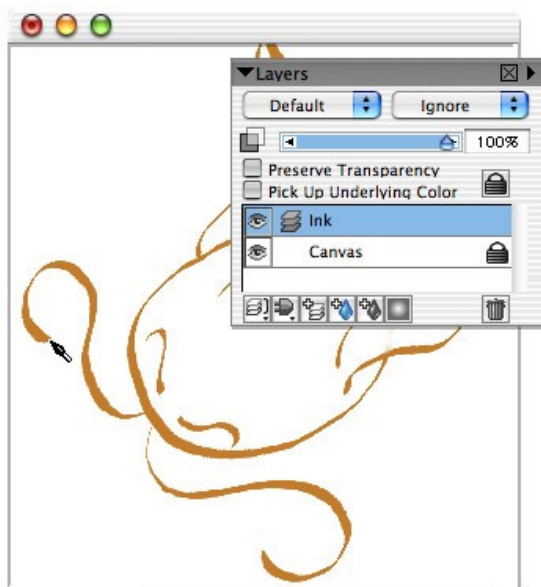 Layers
Default Ignore
100%
Preserve Transparency
Pick Up Underlying Color
Ink
Canvas